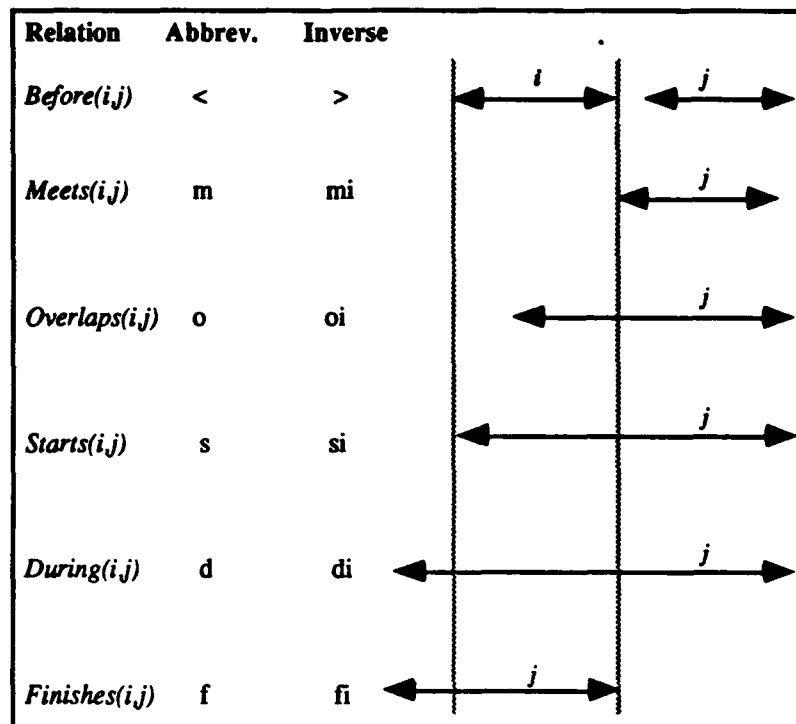 Relation Abbrev. Inverse
Before(i,j) < > i j
Meets(i,j) m mi j
Overlaps(i,j) o oi j
Starts(i,j) s si j
During(i,j) d di j
Finishes(i,j) f fi j